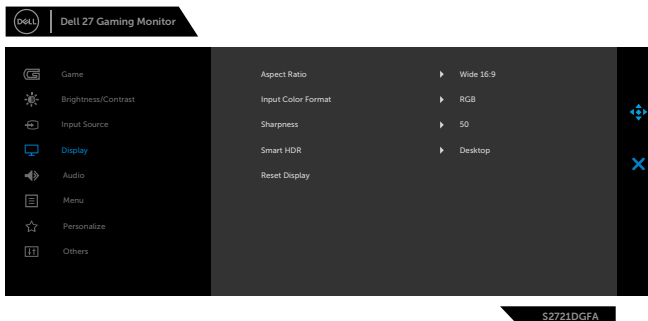 DELL
Dell 27 Gaming Monitor
Game
Aspect Ratio
Wide 16:9
Brightness/Contrast
Input Color Format
RGB
Input Source
Sharpness
50
Display
Smart HDR
Desktop
Audio
Reset Display
Menu
Personalize
Others
S2721DGFA